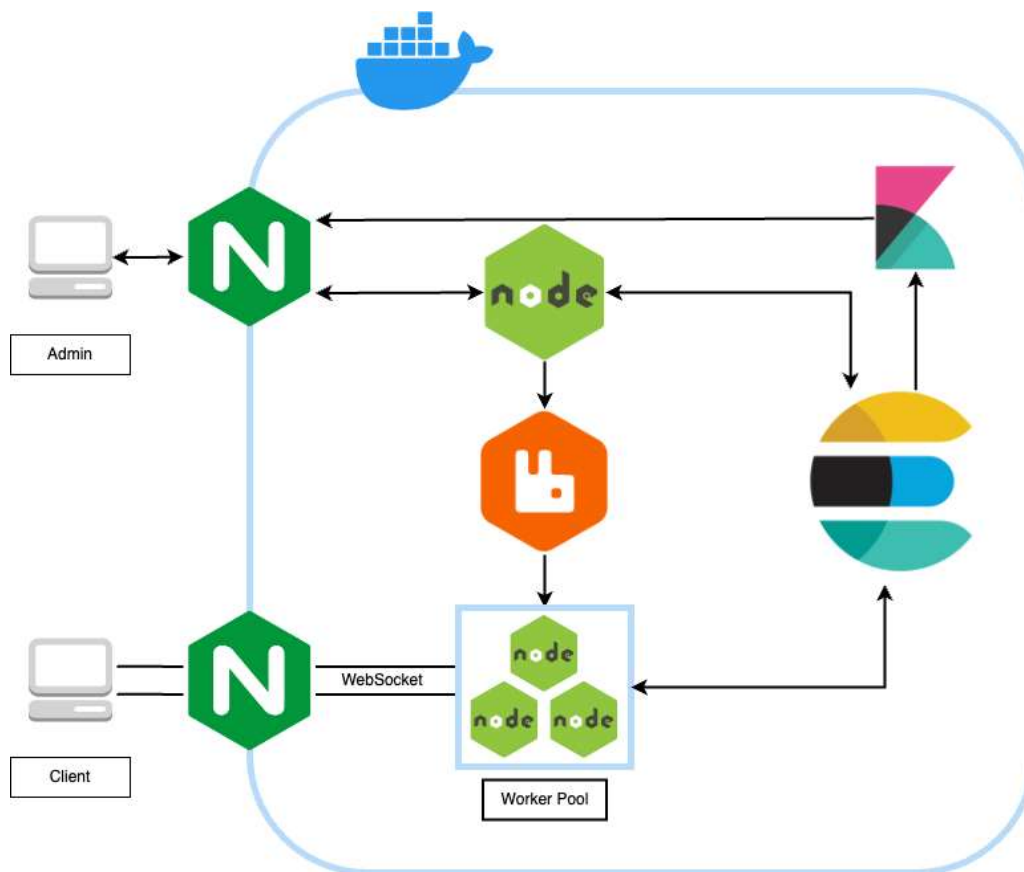 N
node
Admin
N
WebSocket
node
node node
Client
Worker Pool